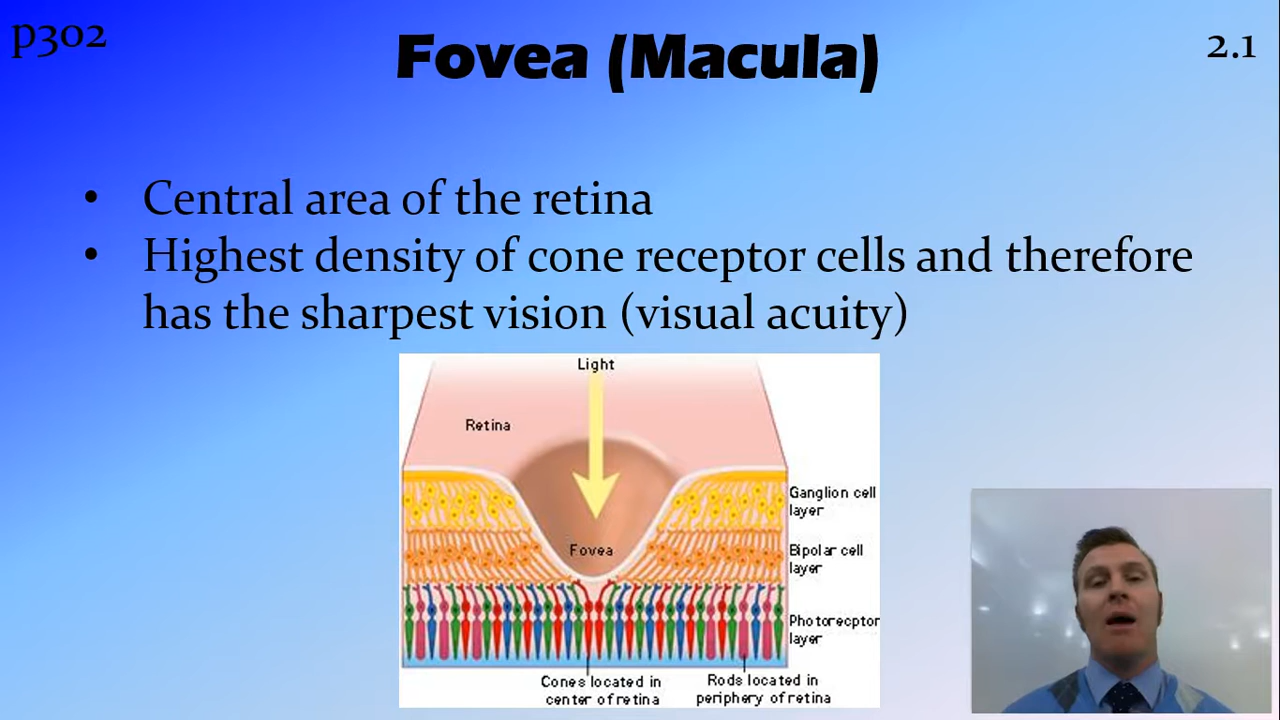 p302
Fovea (Macula)
2.1
• Central area of the retina
• Highest density of cone receptor cells and therefore
has the sharpest vision (visual acuity)
Light
Retina
Ganglion cell
layer
Fovea
Bipolar cell
layer
Photorecptor
layer
Cones located in
center of retina
Rods located in
periphery of retina